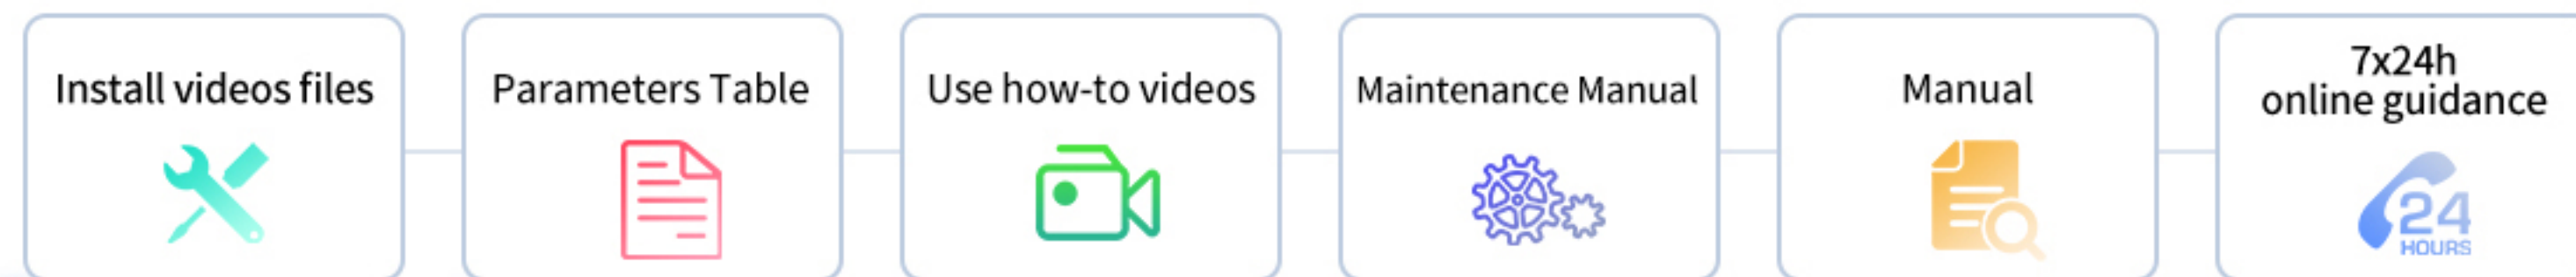 Install videos files
Parameters Table
Use how-to videos
Maintenance Manual
Manual
7x24h
online guidance
24
HOURS